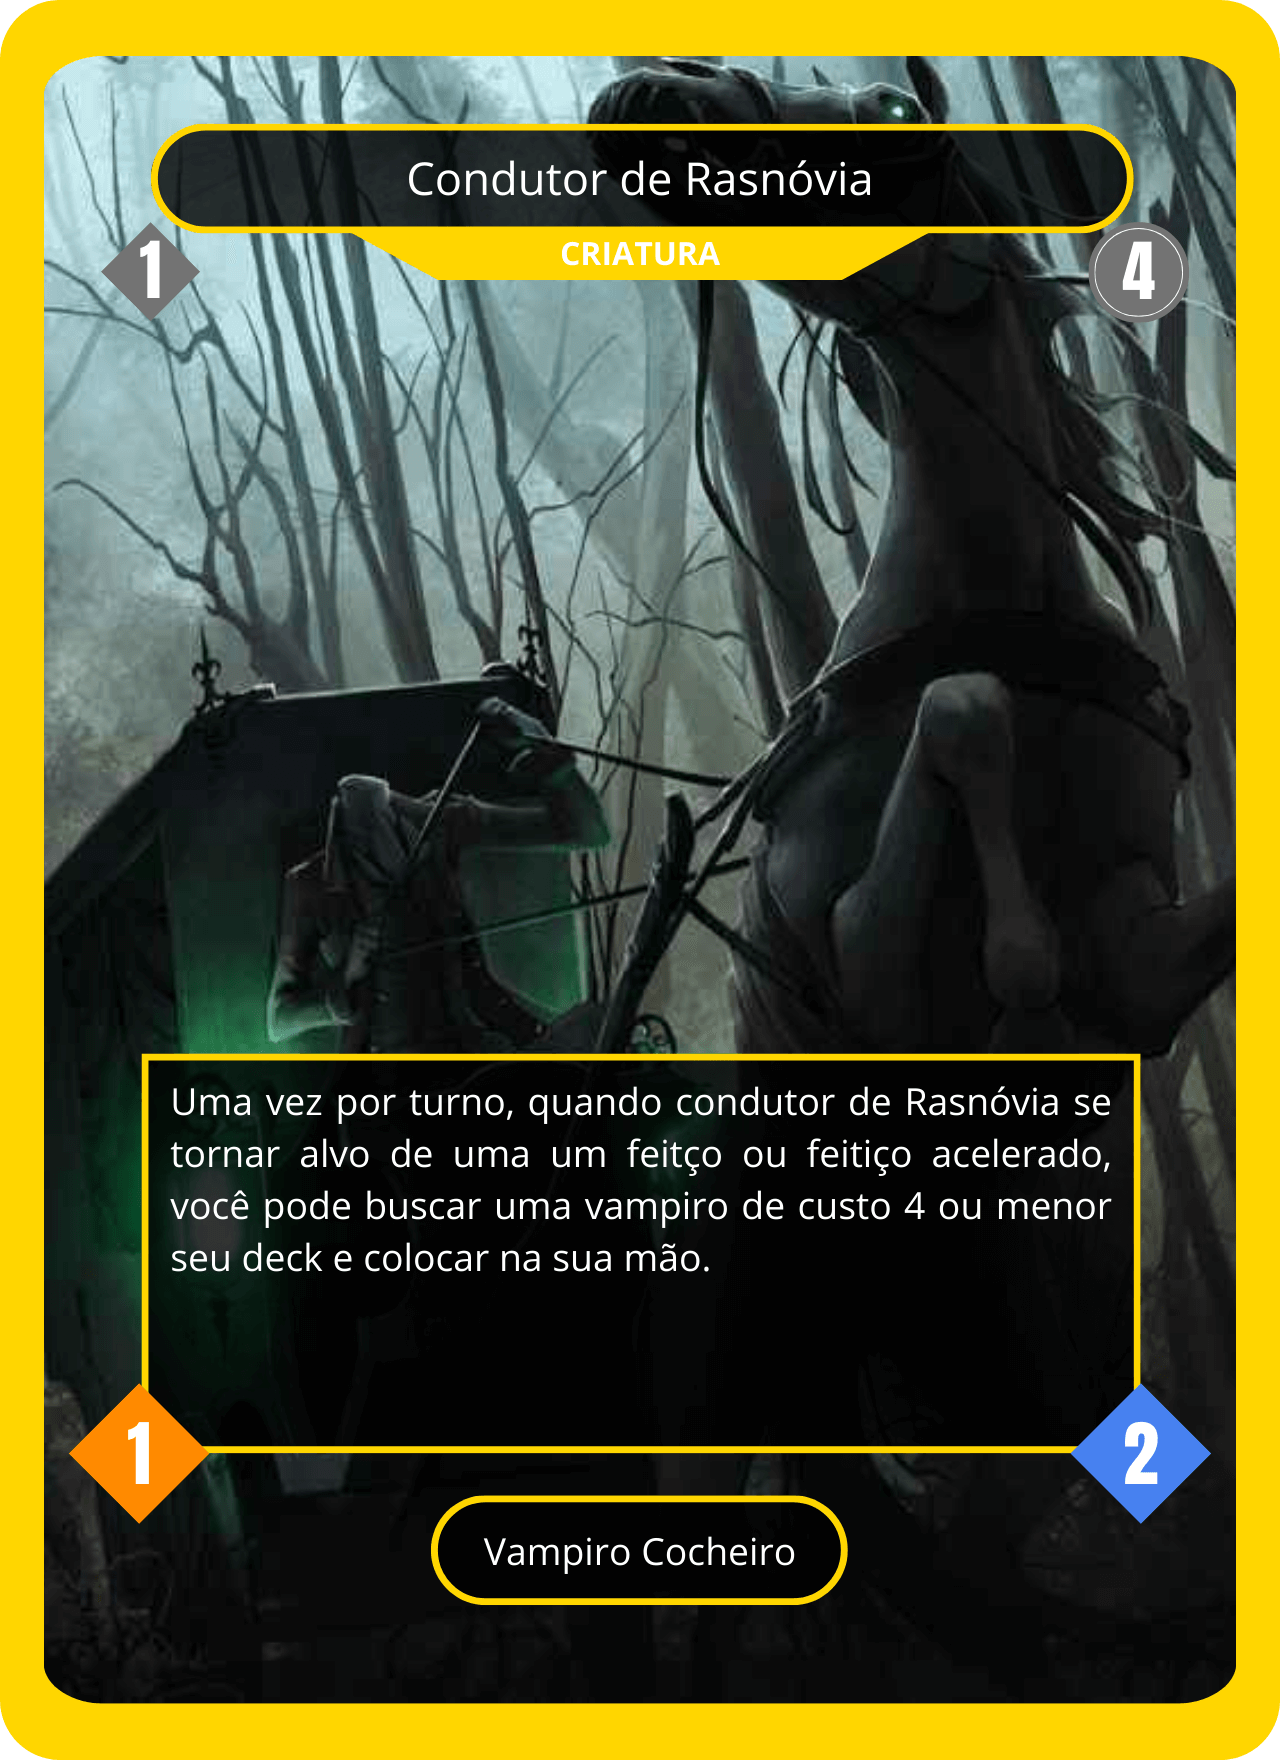 Condutor de Rasnóvia
CRIATURA
1
4
Uma vez por turno, quando condutor de Rasnóvia se
tornar alvo de uma um feitço ou feitiço acelerado,
você pode buscar uma vampiro de custo 4 ou menor
seu deck e colocar na sua mão.
1
2
Vampiro Cocheiro